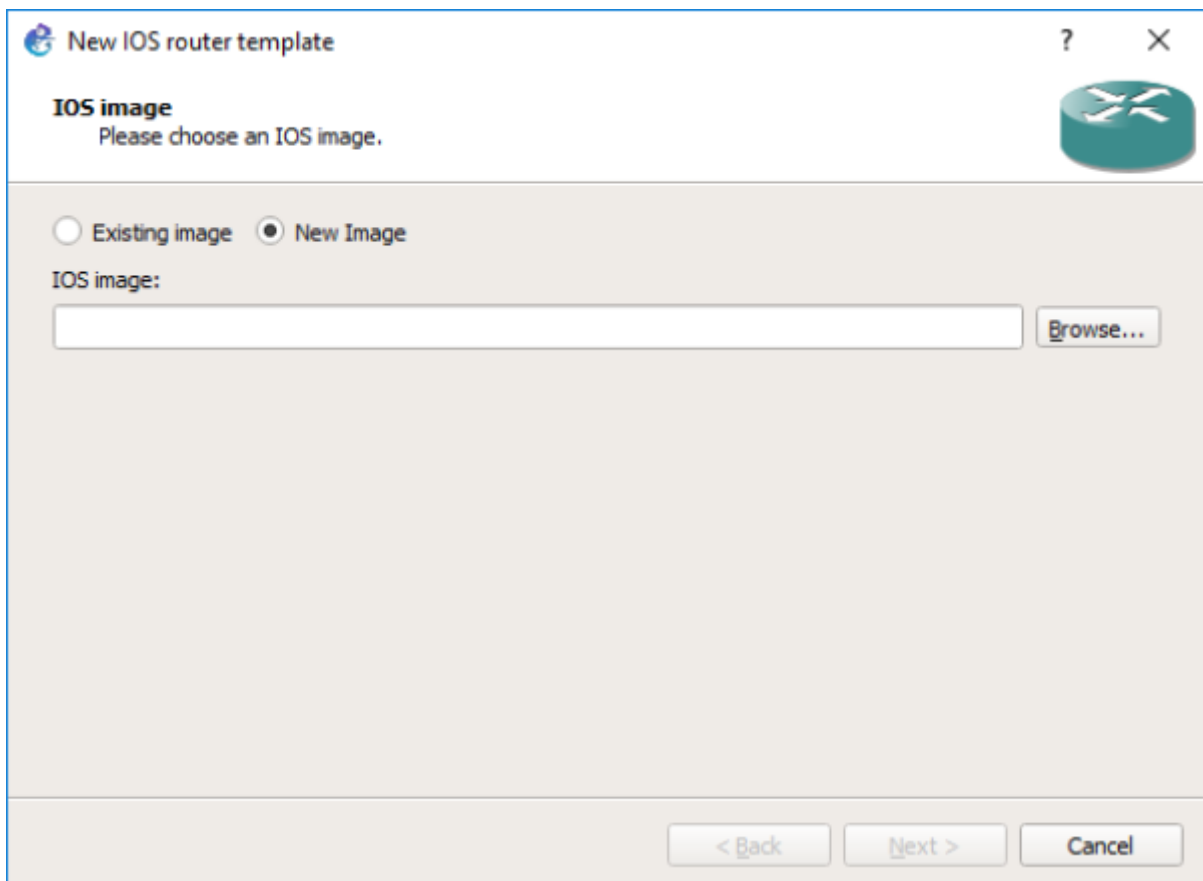 New IOS router template ?
IOS image
Please choose an IOS image.
Existing image New Image
IOS image:
Browse...
< Back Next > Cancel